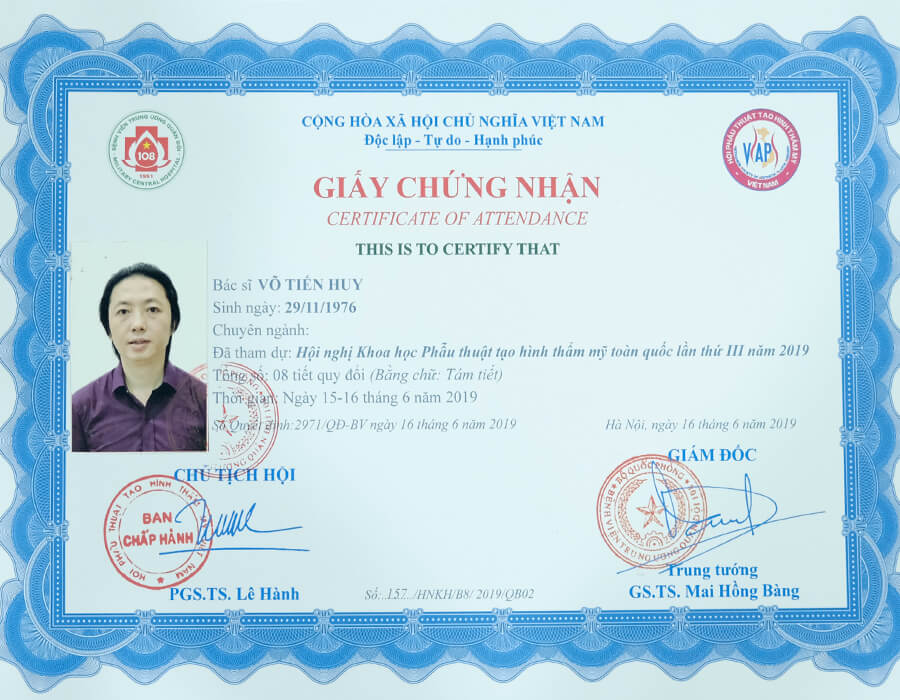 CỘNG HÒA XÃ HỘI CHỦ NGHĨA VIỆT NAM
Độc lập - Tự do - Hạnh phúc
BỆNH VIỆN TRUNG ƯƠNG QUÂN ĐỘI
108
1951
MILITARY CENTRAL HOSPITAL
HỘI PHẪU THUẬT TẠO HÌNH THẨM MỸ
VSAPS
VIỆT NAM
GIẤY CHỨNG NHẬN
CERTIFICATE OF ATTENDANCE
THIS IS TO CERTIFY THAT
Bác sĩ VÕ TIẾN HUY
Sinh ngày: 29/11/1976
Chuyên ngành:
Đã tham dự: Hội nghị Khoa học Phẫu thuật tạo hình thẩm mỹ toàn quốc lần thứ III năm 2019
Tổng số: 08 tiết quy đổi (Bằng chữ: Tám tiết)
Thời gian: Ngày 15-16 tháng 6 năm 2019
Số Quyết định:2971/QĐ-BV ngày 16 tháng 6 năm 2019
Hà Nội, ngày 16 tháng 6 năm 2019
CHỦ TỊCH HỘI
GIÁM ĐỐC
HỘI PHẪU THUẬT TẠO HÌNH THẨM MỸ VIỆT NAM
BAN
CHẤP HÀNH
BỘ QUỐC PHÒNG
BỆNH VIỆN TRUNG ƯƠNG QUÂN ĐỘI 108
Trung tướng
PGS.TS. Lê Hành
Số:..157../HNKH/B8/ 2019/QB02
GS.TS. Mai Hồng Bàng